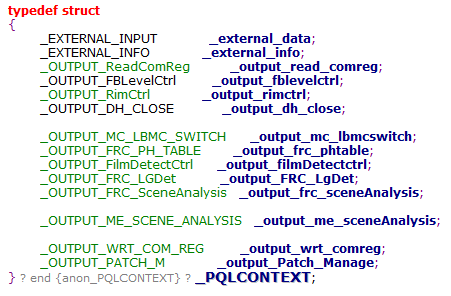 typedef struct
{
_EXTERNAL_INPUT _external_data;
_EXTERNAL_INFO _external_info;
_OUTPUT_ReadComReg _output_read_comreg;
_OUTPUT_FBLevelCtrl _output_fblevelctrl;
_OUTPUT_RimCtrl _output_rimctrl;
_OUTPUT_DH_CLOSE _output_dh_close;
_OUTPUT_MC_LBMC_SWITCH _output_mc_lbmcswitch;
_OUTPUT_FRC_PH_TABLE _output_frc_phtable;
_OUTPUT_FilmDetectCtrl _output_filmDetectctrl;
_OUTPUT_FRC_LGDet _output_FRC_LgDet;
_OUTPUT_FRC_SceneAnalysis _output_frc_sceneAnalysis;
_OUTPUT_ME_SCENE_ANALYSIS _output_me_sceneAnalysis;
_OUTPUT_WRT_COM_REG _output_wrt_comreg;
_OUTPUT_PATCH_M _output_Patch_Manage;
} ? end {anon_PQLCONTEXT} ? _PQLCONTEXT;